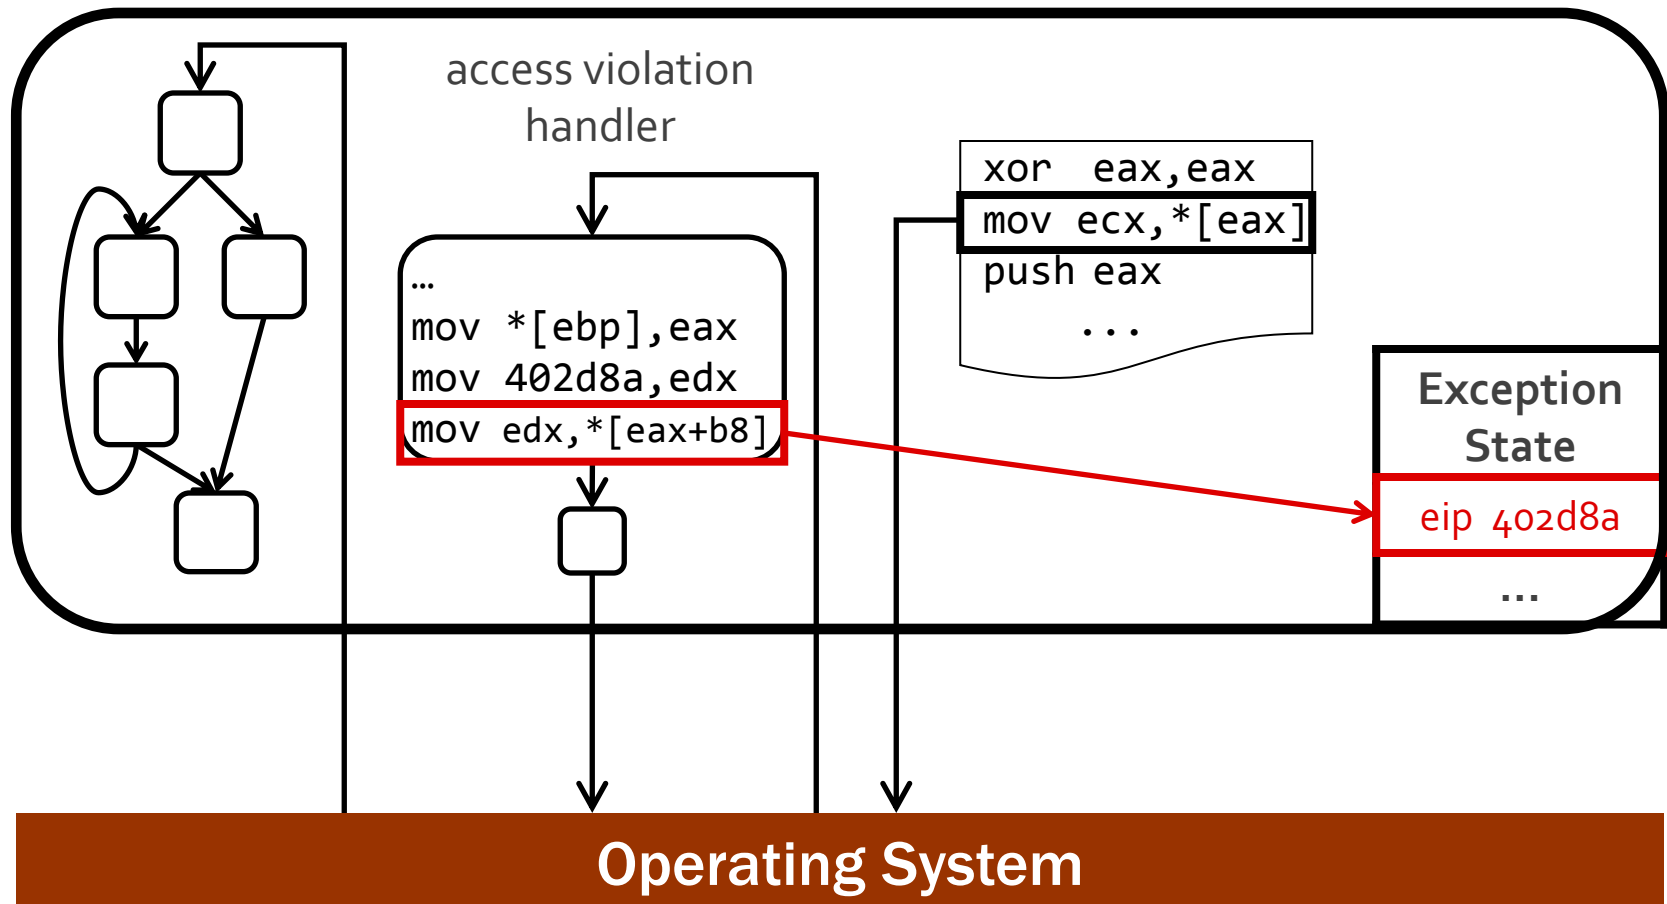 access violation
handler
xor eax,eax
mov ecx,*[eax]
push eax
...
…
mov *[ebp],eax
mov 402d8a,edx
mov edx,*[eax+b8]
Exception
State
eip 402d8a
...
Operating System